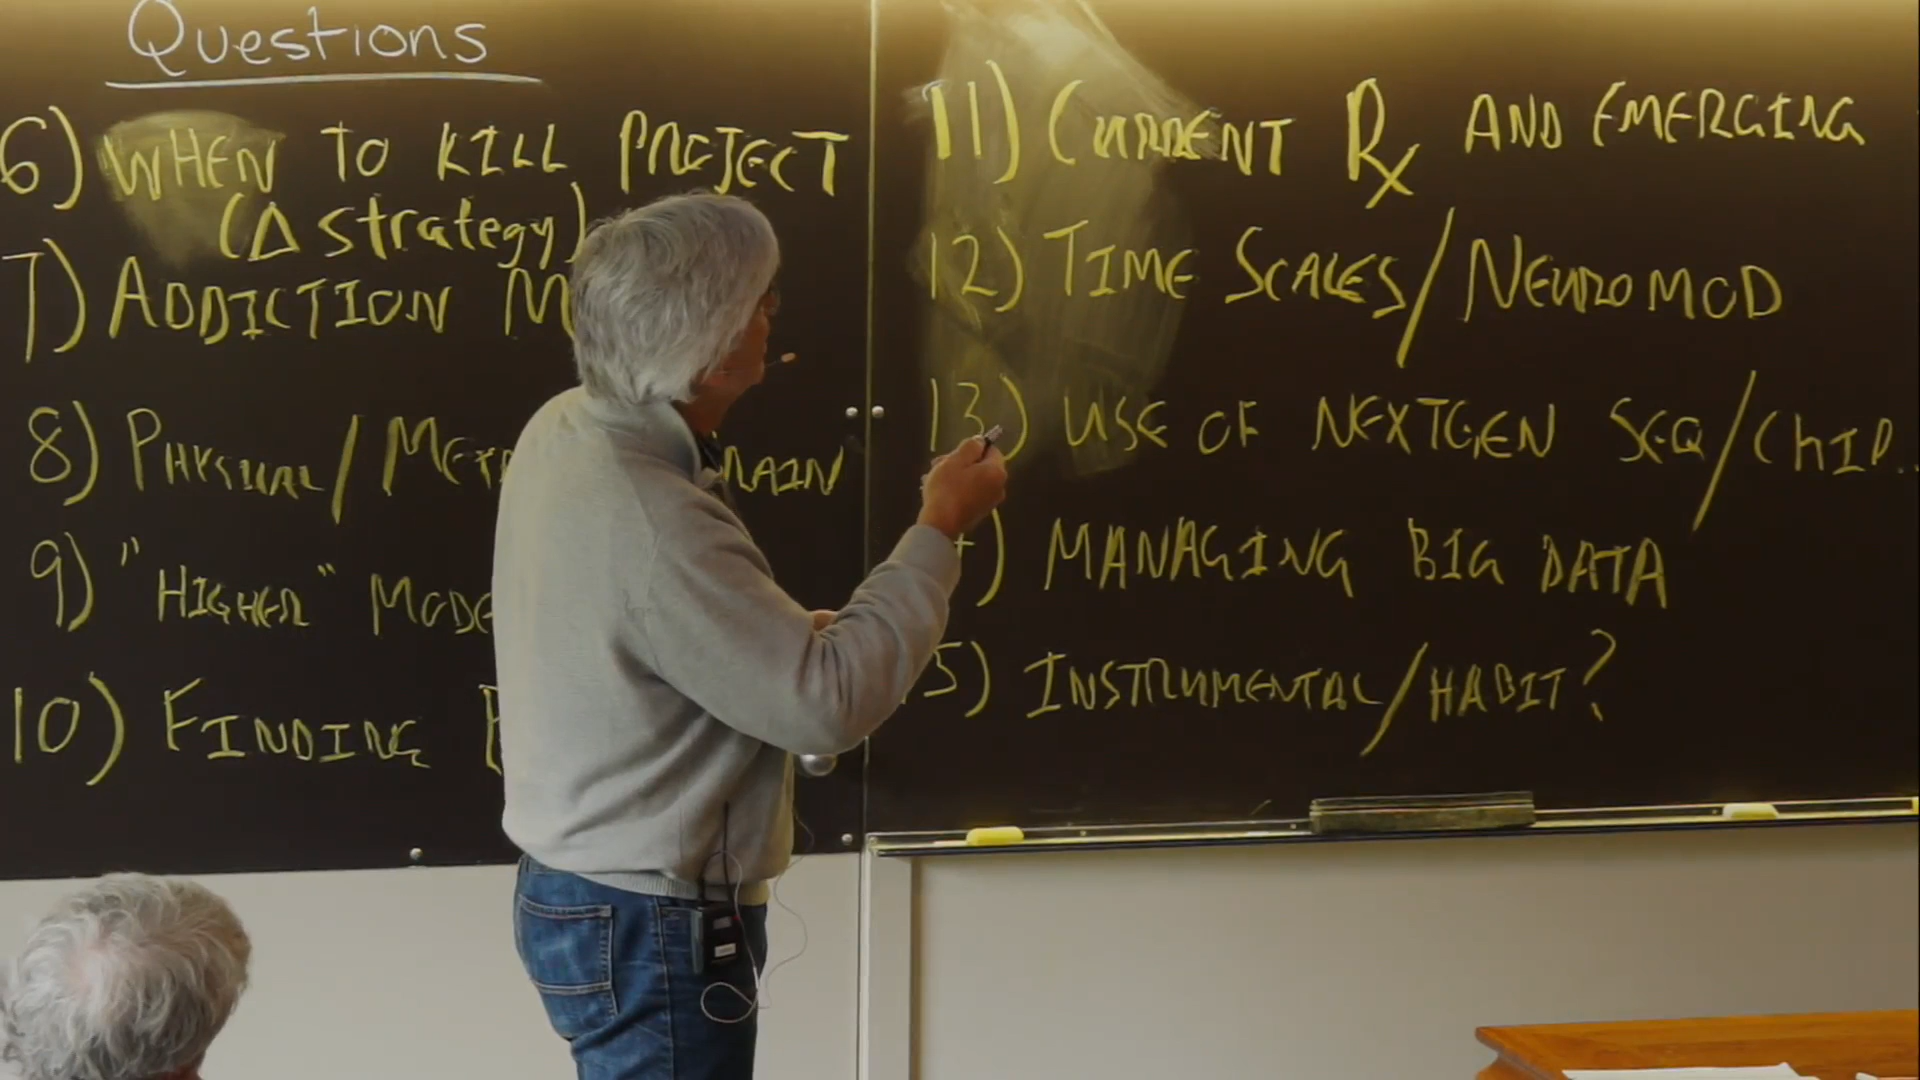 Questions
6) WHEN TO KILL PROJECT
(Δ strategy)
7) ADDICTION
8) PHYSICAL/
9) "HIGHER"
10) FINDING
11) CURRENT Rx AND EMERGING
12) TIME SCALES/NEUROMOD
13) USE OF NEXTGEN SEQ/ChIP...
) MANAGING BIG DATA
5) INSTRUMENTAL/HABIT?